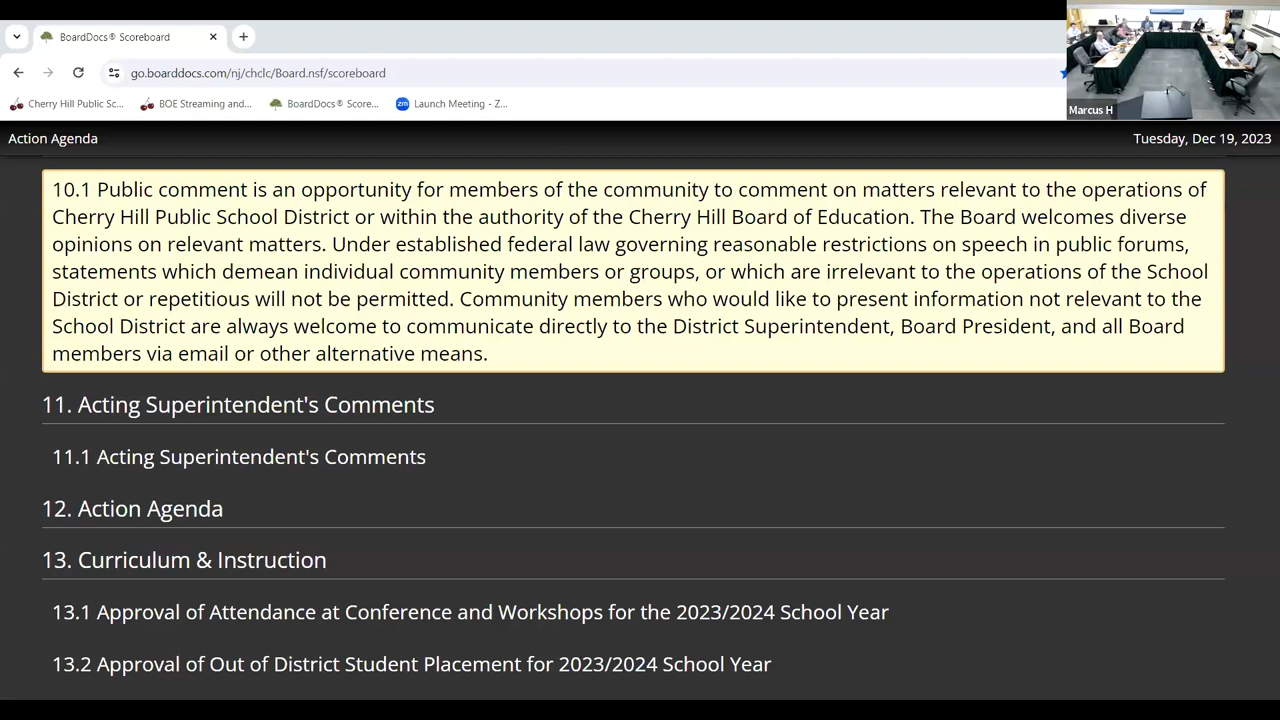 BoardDocs® Scoreboard
go.boarddocs.com/nj/chclc/Board.nsf/scoreboard
Cherry Hill Public Sc...
BOE Streaming and...
BoardDocs® Score...
zm Launch Meeting - Z...
Marcus H
Action Agenda
Tuesday, Dec 19, 2023
10.1 Public comment is an opportunity for members of the community to comment on matters relevant to the operations of
Cherry Hill Public School District or within the authority of the Cherry Hill Board of Education. The Board welcomes diverse
opinions on relevant matters. Under established federal law governing reasonable restrictions on speech in public forums,
statements which demean individual community members or groups, or which are irrelevant to the operations of the School
District or repetitious will not be permitted. Community members who would like to present information not relevant to the
School District are always welcome to communicate directly to the District Superintendent, Board President, and all Board
members via email or other alternative means.
11. Acting Superintendent's Comments
11.1 Acting Superintendent's Comments
12. Action Agenda
13. Curriculum & Instruction
13.1 Approval of Attendance at Conference and Workshops for the 2023/2024 School Year
13.2 Approval of Out of District Student Placement for 2023/2024 School Year